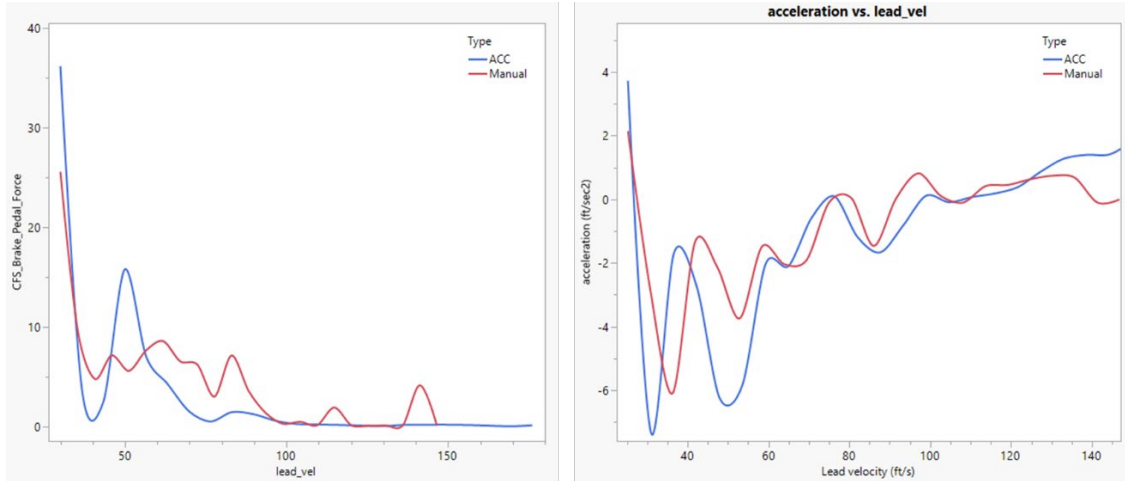 CFS_Brake_Pedal_Force
40
30
20
10
0
50
100
150
lead_vel
Type
ACC
Manual
acceleration vs. lead_vel
acceleration (ft/sec2)
4
2
0
-2
-4
-6
40
60
80
100
120
140
Lead velocity (ft/s)
Type
ACC
Manual